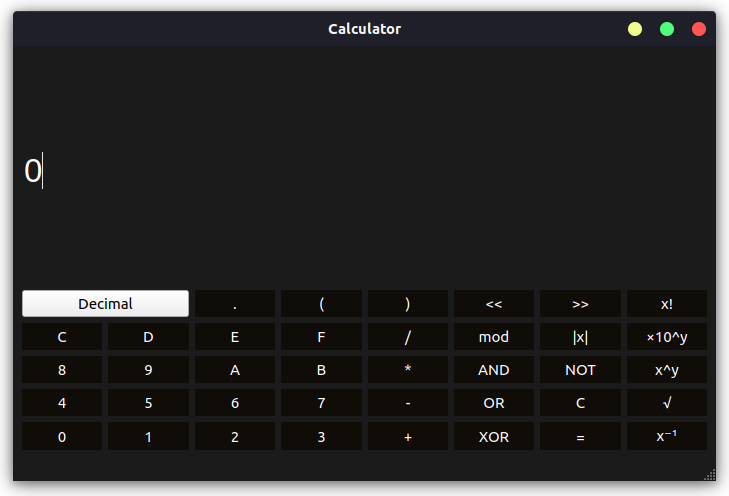 Calculator
0
Decimal . ( ) << >> x!
C D E F / mod |x| ×10^y
8 9 A B * AND NOT x^y
4 5 6 7 - OR C √
0 1 2 3 + XOR = x⁻¹